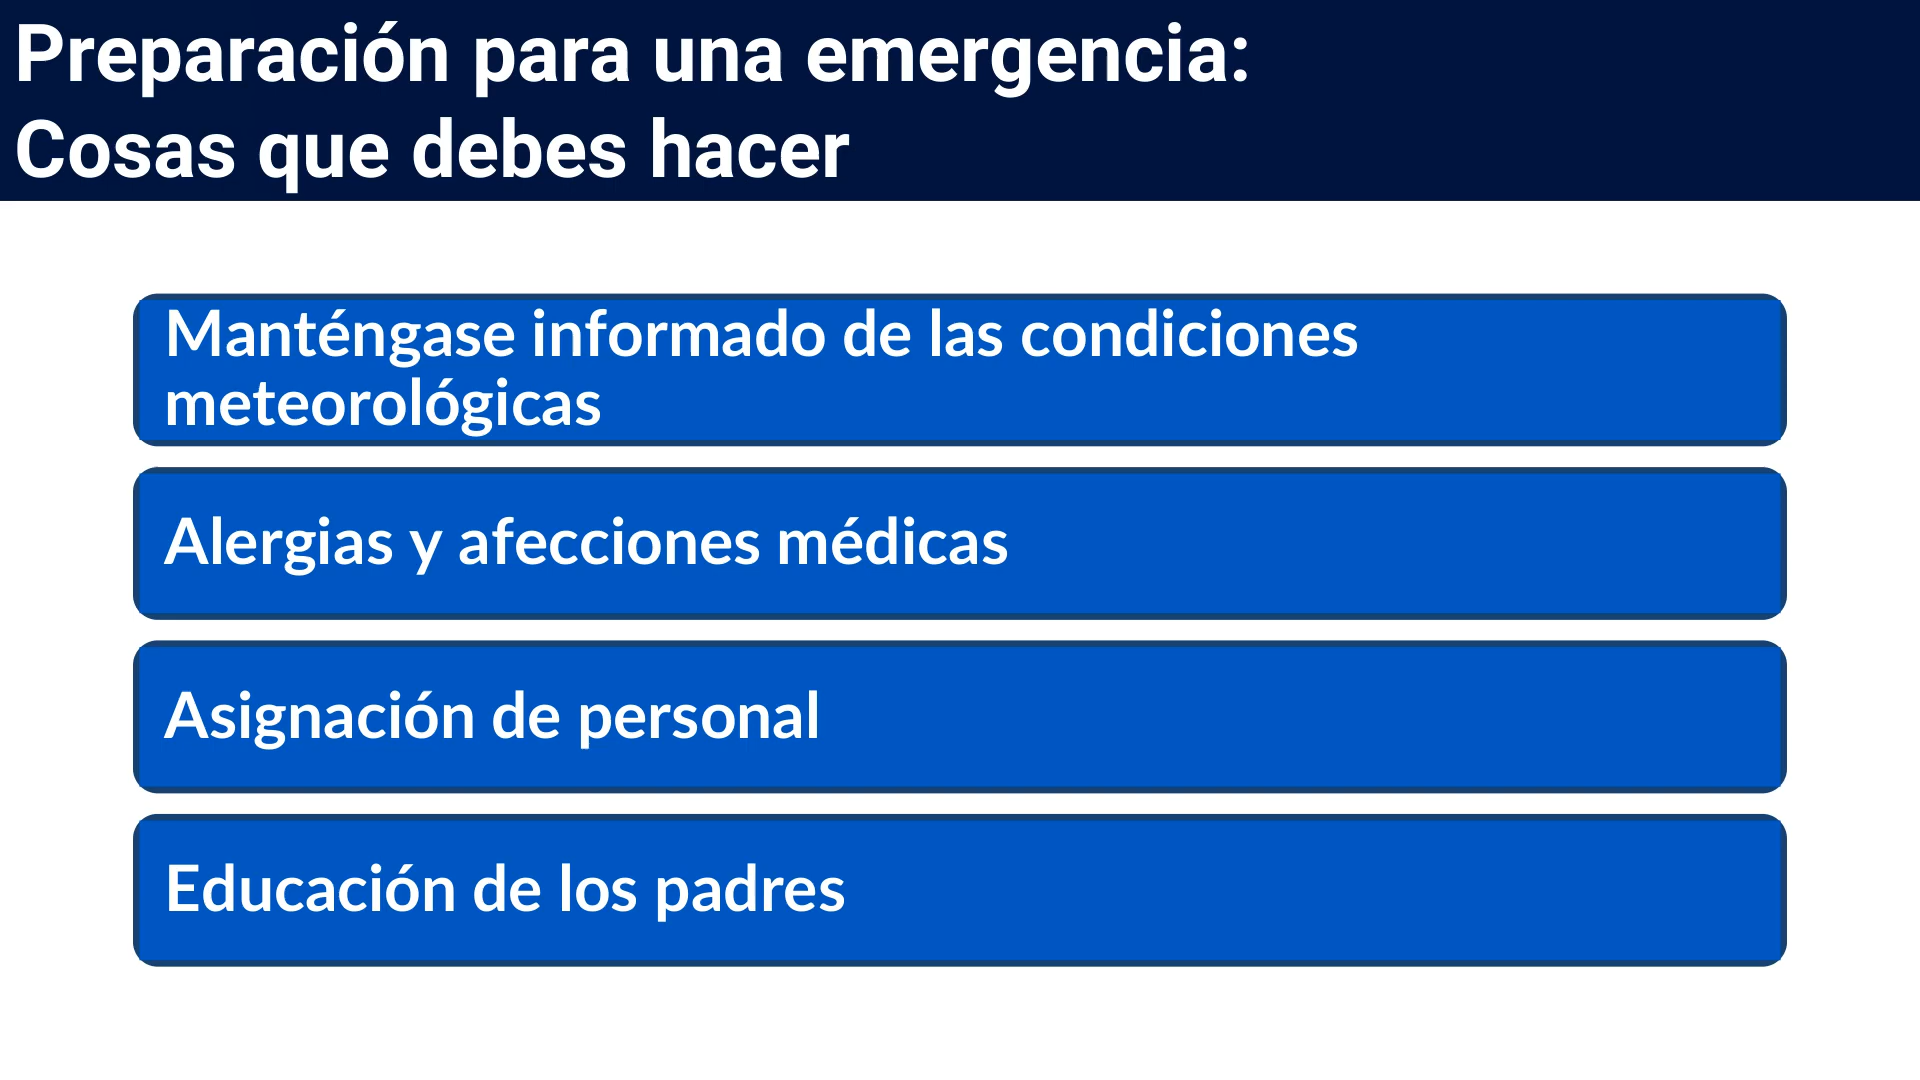 Preparación para una emergencia:
Cosas que debes hacer
Manténgase informado de las condiciones
meteorológicas
Alergias y afecciones médicas
Asignación de personal
Educación de los padres